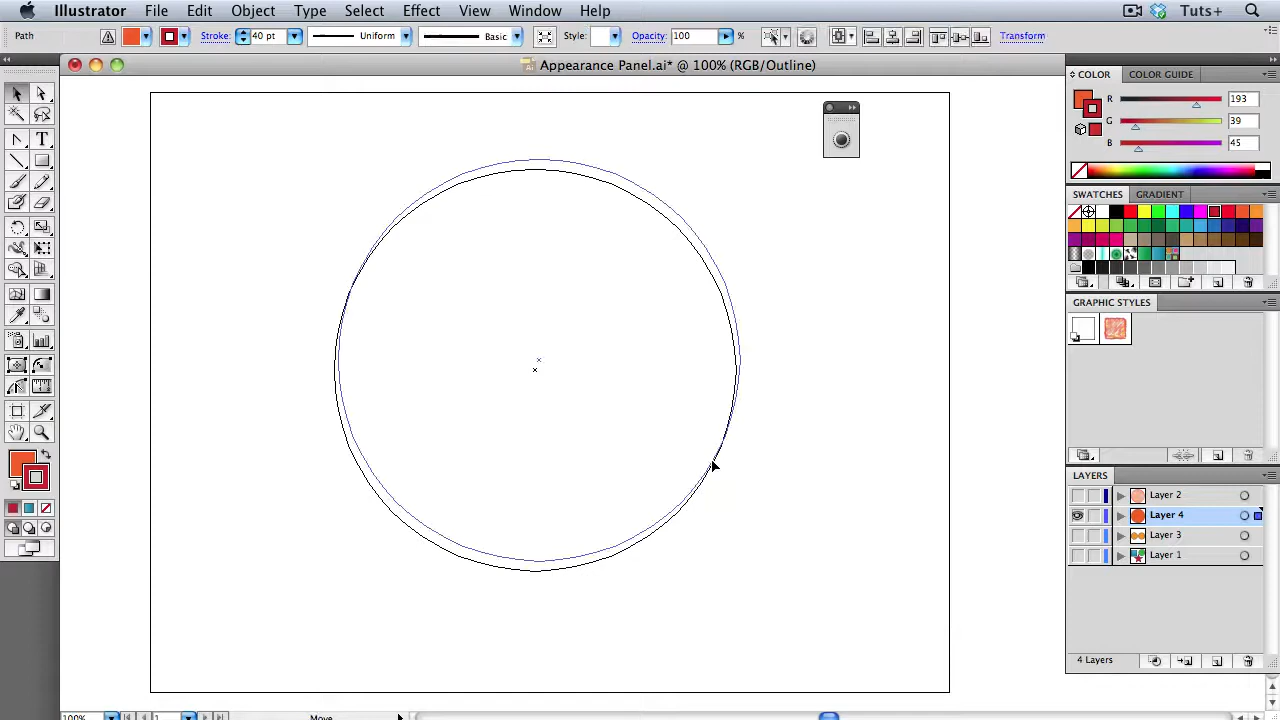 Illustrator File Edit Object Type Select Effect View Window Help Tuts+
Path Stroke: 40 pt Uniform Basic Style: Opacity: 100 % Transform
Appearance Panel.ai* @ 100% (RGB/Outline)
COLOR COLOR GUIDE
R 193
G 39
B 45
SWATCHES GRADIENT
GRAPHIC STYLES
LAYERS
Layer 2
Layer 4
Layer 3
Layer 1
4 Layers
100% 1 Move